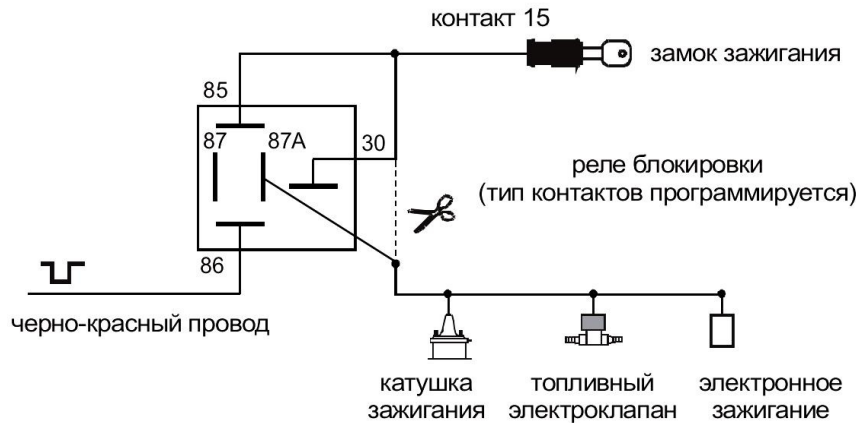 контакт 15
замок зажигания
85
87
87А
30
реле блокировки
(тип контактов программируется)
86
черно-красный провод
катушка
зажигания
топливный
электроклапан
электронное
зажигание